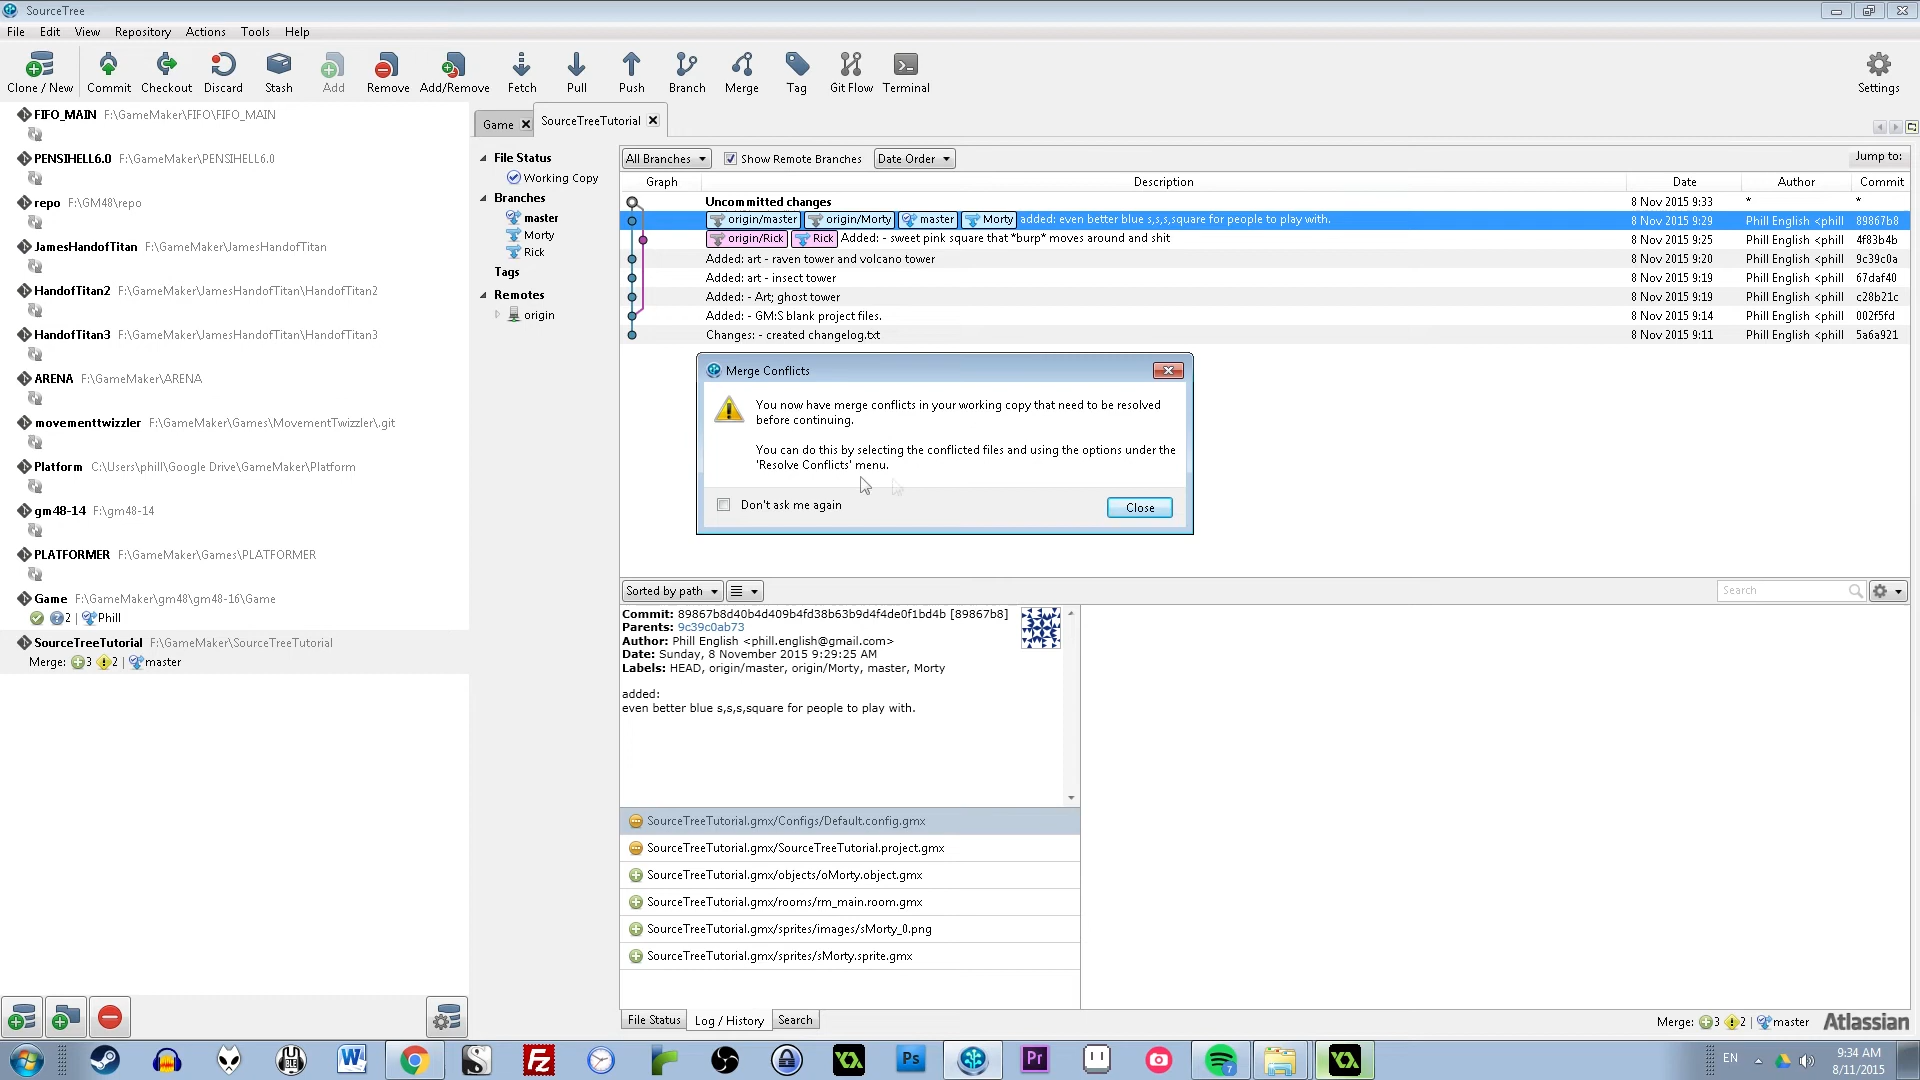 SourceTree
File Edit View Repository Actions Tools Help
Clone / New Commit Checkout Discard Stash Add Remove Add/Remove Fetch Pull Push Branch Merge Tag Git Flow Terminal Settings
FIFO_MAIN F:\GameMaker\FIFO\FIFO_MAIN
PENSIHELL6.0 F:\GameMaker\PENSIHELL6.0
repo F:\GM48\repo
JamesHandofTitan F:\GameMaker\JamesHandofTitan
HandofTitan2 F:\GameMaker\JamesHandofTitan\HandofTitan2
HandofTitan3 F:\GameMaker\JamesHandofTitan\HandofTitan3
ARENA F:\GameMaker\ARENA
movementtwizzler F:\GameMaker\Games\MovementTwizzler\.git
Platform C:\Users\phill\Google Drive\GameMaker\Platform
gm48-14 F:\gm48-14
PLATFORMER F:\GameMaker\Games\PLATFORMER
Game F:\GameMaker\gm48\gm48-16\Game
2 | Phill
SourceTreeTutorial F:\GameMaker\SourceTreeTutorial
Merge: 3 2 | master
Game SourceTreeTutorial
File Status
Working Copy
Branches
master
Morty
Rick
Tags
Remotes
origin
All Branches Show Remote Branches Date Order Jump to:
Graph Description Date Author Commit
Uncommitted changes 8 Nov 2015 9:33 * *
origin/master origin/Morty master Morty added: even better blue s,s,s,square for people to play with. 8 Nov 2015 9:29 Phill English <phill 89867b8
origin/Rick Rick Added: - sweet pink square that *burp* moves around and shit 8 Nov 2015 9:25 Phill English <phill 4f83b4b
Added: art - raven tower and volcano tower 8 Nov 2015 9:20 Phill English <phill 9c39c0a
Added: art - insect tower 8 Nov 2015 9:19 Phill English <phill 67daf40
Added: - Art; ghost tower 8 Nov 2015 9:19 Phill English <phill c28b21c
Added: - GM:S blank project files. 8 Nov 2015 9:14 Phill English <phill 002f5fd
Changes: - created changelog.txt 8 Nov 2015 9:11 Phill English <phill 5a6a921
Merge Conflicts
You now have merge conflicts in your working copy that need to be resolved
before continuing.
You can do this by selecting the conflicted files and using the options under the
'Resolve Conflicts' menu.
Don't ask me again Close
Sorted by path Search
Commit: 89867b8d40b4d409b4fd38b63b9d4f4de0f1bd4b [89867b8]
Parents: 9c39c0ab73
Author: Phill English <phill.english@gmail.com>
Date: Sunday, 8 November 2015 9:29:25 AM
Labels: HEAD, origin/master, origin/Morty, master, Morty
added:
even better blue s,s,s,square for people to play with.
SourceTreeTutorial.gmx/Configs/Default.config.gmx
SourceTreeTutorial.gmx/SourceTreeTutorial.project.gmx
SourceTreeTutorial.gmx/objects/oMorty.object.gmx
SourceTreeTutorial.gmx/rooms/rm_main.room.gmx
SourceTreeTutorial.gmx/sprites/images/sMorty_0.png
SourceTreeTutorial.gmx/sprites/sMorty.sprite.gmx
File Status Log / History Search Merge: 3 2 master Atlassian
EN 9:34 AM
8/11/2015